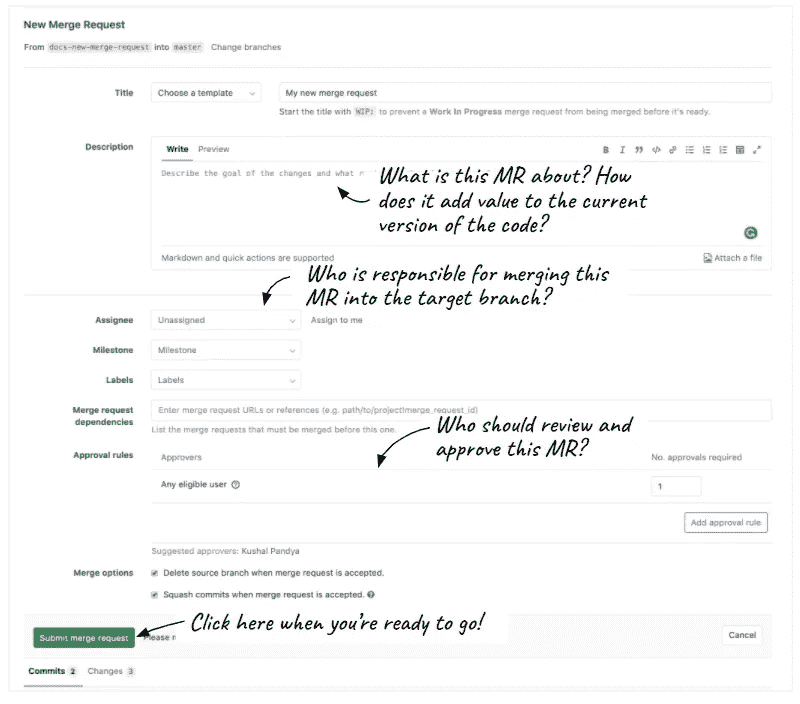 New Merge Request
From docs-new-merge-request into master Change branches
Title
Choose a template
My new merge request
Start the title with WIP: to prevent a Work In Progress merge request from being merged before it's ready.
Description
Write Preview
Describe the goal of the changes and what
What is this MR about? How
does it add value to the current
version of the code?
Markdown and quick actions are supported
Attach a file
Who is responsible for merging this
MR into the target branch?
Assignee
Unassigned
Assign to me
Milestone
Milestone
Labels
Labels
Merge request
dependencies
Enter merge request URLs or references (e.g. path/to/project!merge_request_id)
List the merge requests that must be merged before this one.
Who should review and
approve this MR?
Approval rules
Approvers
No. approvals required
Any eligible user
1
Add approval rule
Suggested approvers: Kushal Pandya
Merge options
Delete source branch when merge request is accepted.
Squash commits when merge request is accepted.
Click here when you're ready to go!
Submit merge request
Please
Cancel
Commits 2 Changes 3